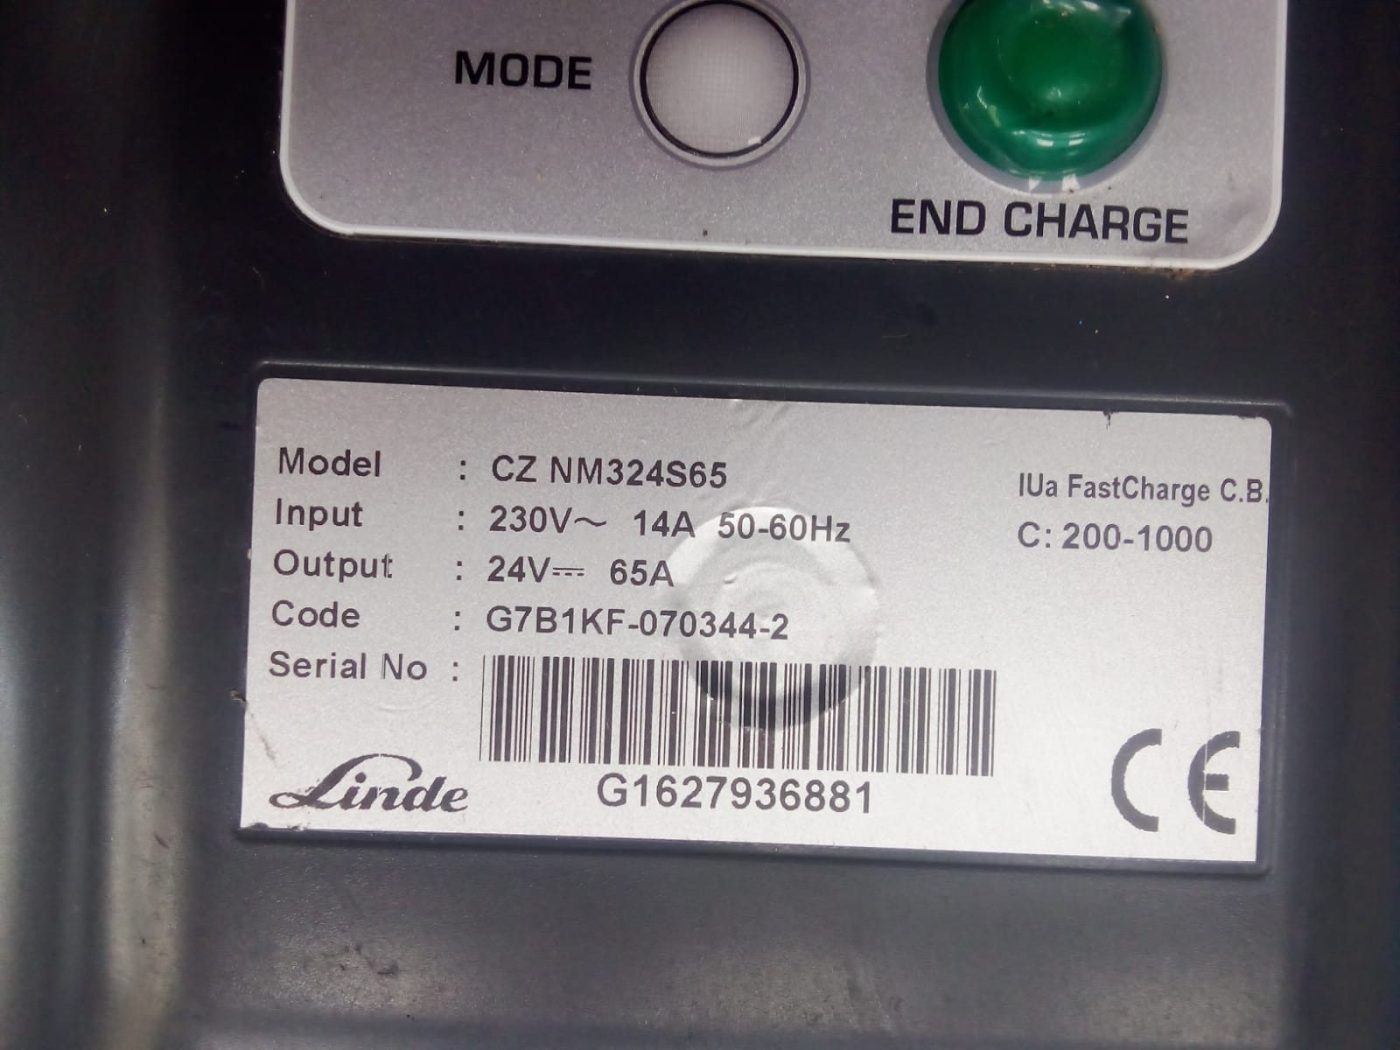 MODE
END CHARGE
Model : CZ NM324S65
IUa FastCharge C.B.
Input : 230V~ 14A 50-60Hz
C: 200-1000
Output : 24V⎓ 65A
Code : G7B1KF-070344-2
Serial No :
G1627936881
Linde
CE